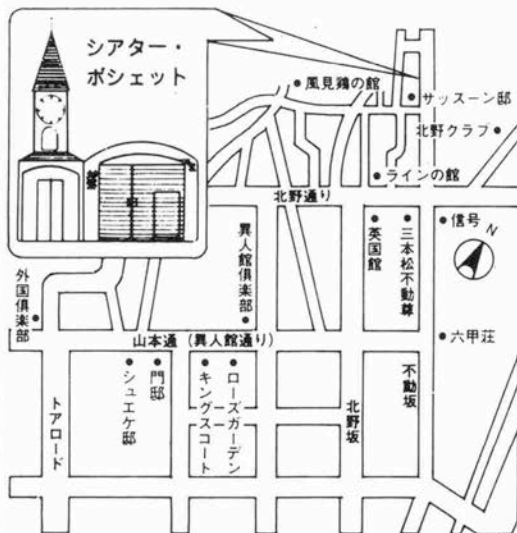 シアター・
ポシェット
風見鶏の館
サッスーン邸
北野クラブ
ラインの館
北野通り
異人館倶楽部
英国館
三本松不動尊
信号
N
外国倶楽部
山本通(異人館通り)
六甲荘
シュエケ邸
門邸
キングスコート
ローズガーデン
不動坂
トアロード
北野坂